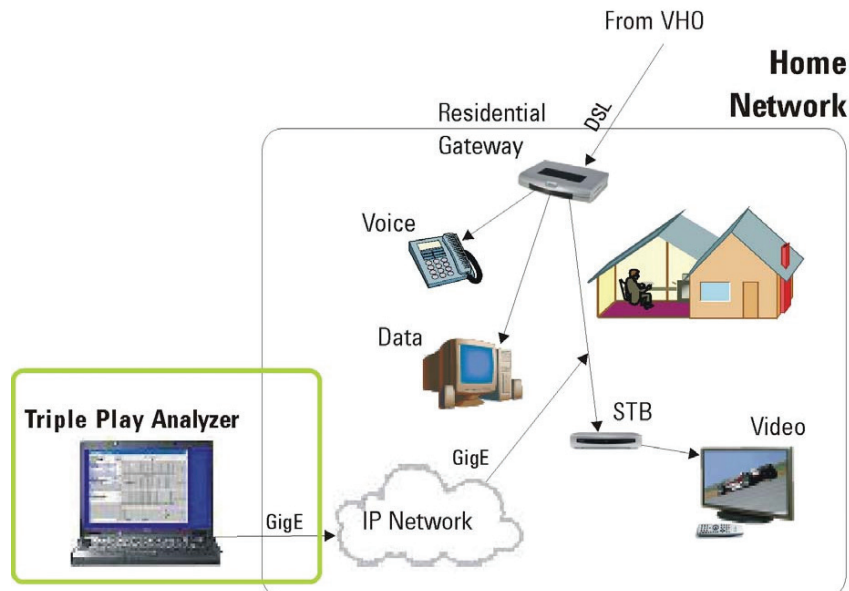 From VHO
Home
Network
DSL
Residential
Gateway
Voice
Data
Triple Play Analyzer
STB
Video
GigE
GigE
IP Network